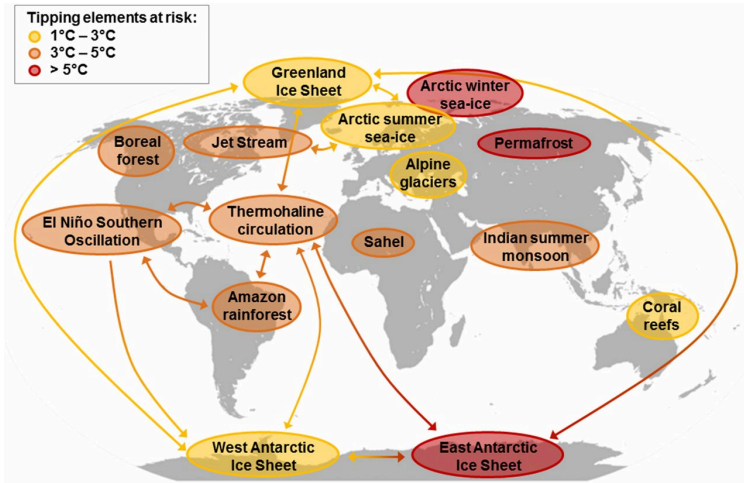 Tipping elements at risk:
1°C – 3°C
3°C – 5°C
> 5°C
Greenland
Ice Sheet
Arctic winter
sea-ice
Arctic summer
sea-ice
Boreal
forest
Jet Stream
Permafrost
Alpine
glaciers
El Niño Southern
Oscillation
Thermohaline
circulation
Sahel
Indian summer
monsoon
Amazon
rainforest
Coral
reefs
West Antarctic
Ice Sheet
East Antarctic
Ice Sheet